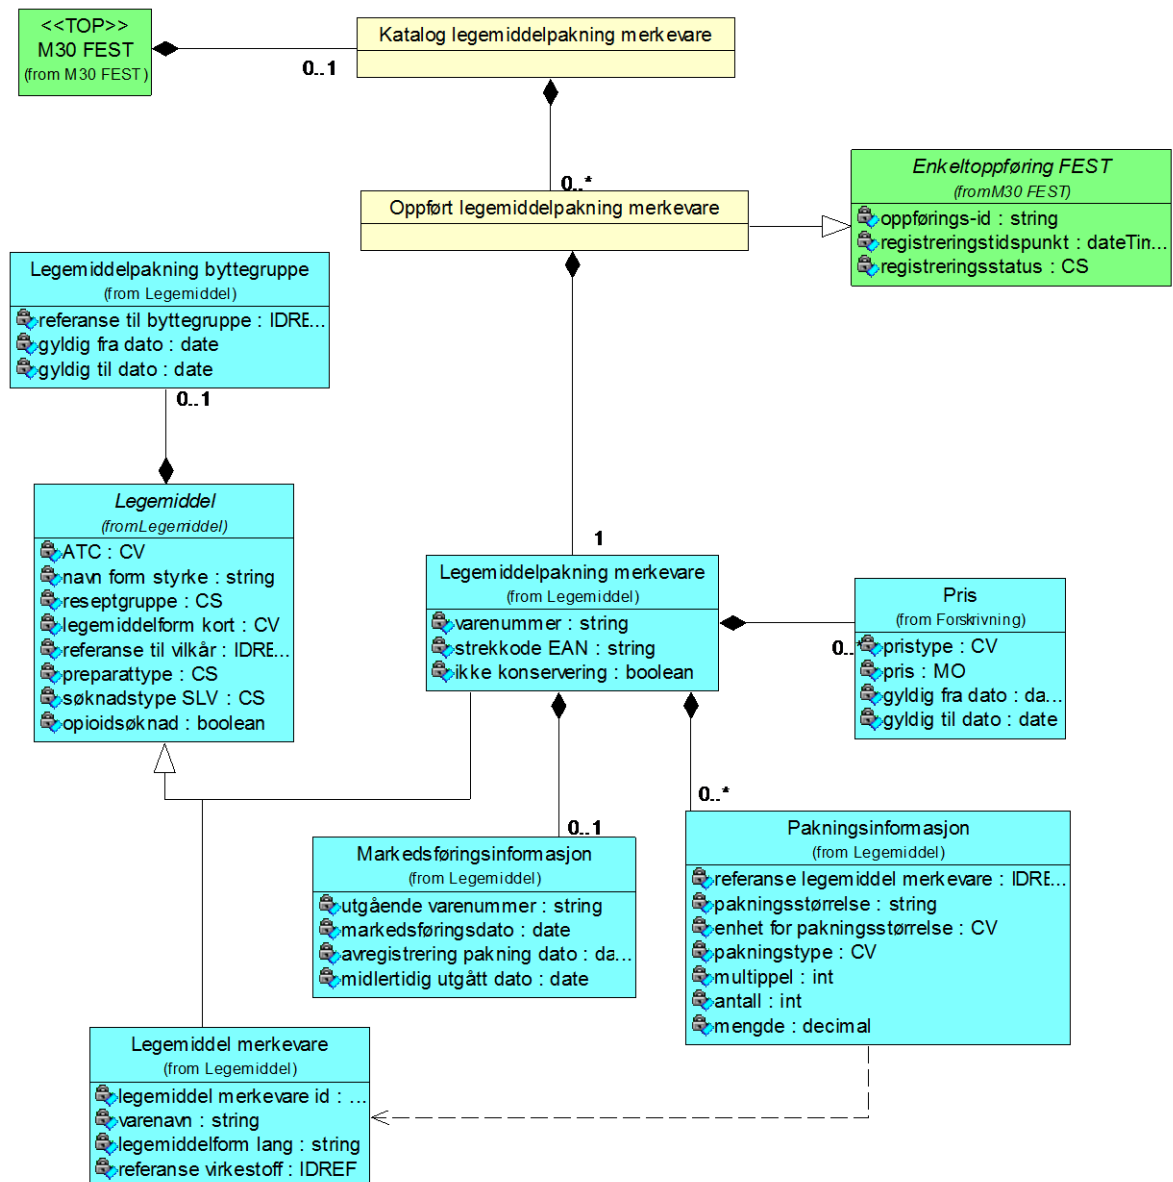 <<TOP>>
M30 FEST
(from M30 FEST)
0..1
Katalog legemiddelpakning merkevare
0..*
Oppført legemiddelpakning merkevare
Enkeltoppføring FEST
(fromM30 FEST)
oppførings-id : string
registreringstidspunkt : dateTin...
registreringsstatus : CS
Legemiddelpakning byttegruppe
(from Legemiddel)
referanse til byttegruppe : IDRE...
gyldig fra dato : date
gyldig til dato : date
0..1
Legemiddel
(fromLegemiddel)
ATC : CV
navn form styrke : string
reseptgruppe : CS
legemiddelform kort : CV
referanse til vilkår : IDRE...
preparattype : CS
søknadstype SLV : CS
opioidsøknad : boolean
1
Legemiddelpakning merkevare
(from Legemiddel)
varenummer : string
strekkode EAN : string
ikke konservering : boolean
0..*
Pris
(from Forskrivning)
pristype : CV
pris : MO
gyldig fra dato : da...
gyldig til dato : date
0..1
Markedsføringsinformasjon
(from Legemiddel)
utgående varenummer : string
markedsføringsdato : date
avregistrering pakning dato : da...
midlertidig utgått dato : date
0..*
Pakningsinformasjon
(from Legemiddel)
referanse legemiddel merkevare : IDRE...
pakningsstørrelse : string
enhet for pakningsstørrelse : CV
pakningstype : CV
multippel : int
antall : int
mengde : decimal
Legemiddel merkevare
(from Legemiddel)
legemiddel merkevare id : ...
varenavn : string
legemiddelform lang : string
referanse virkestoff : IDREF